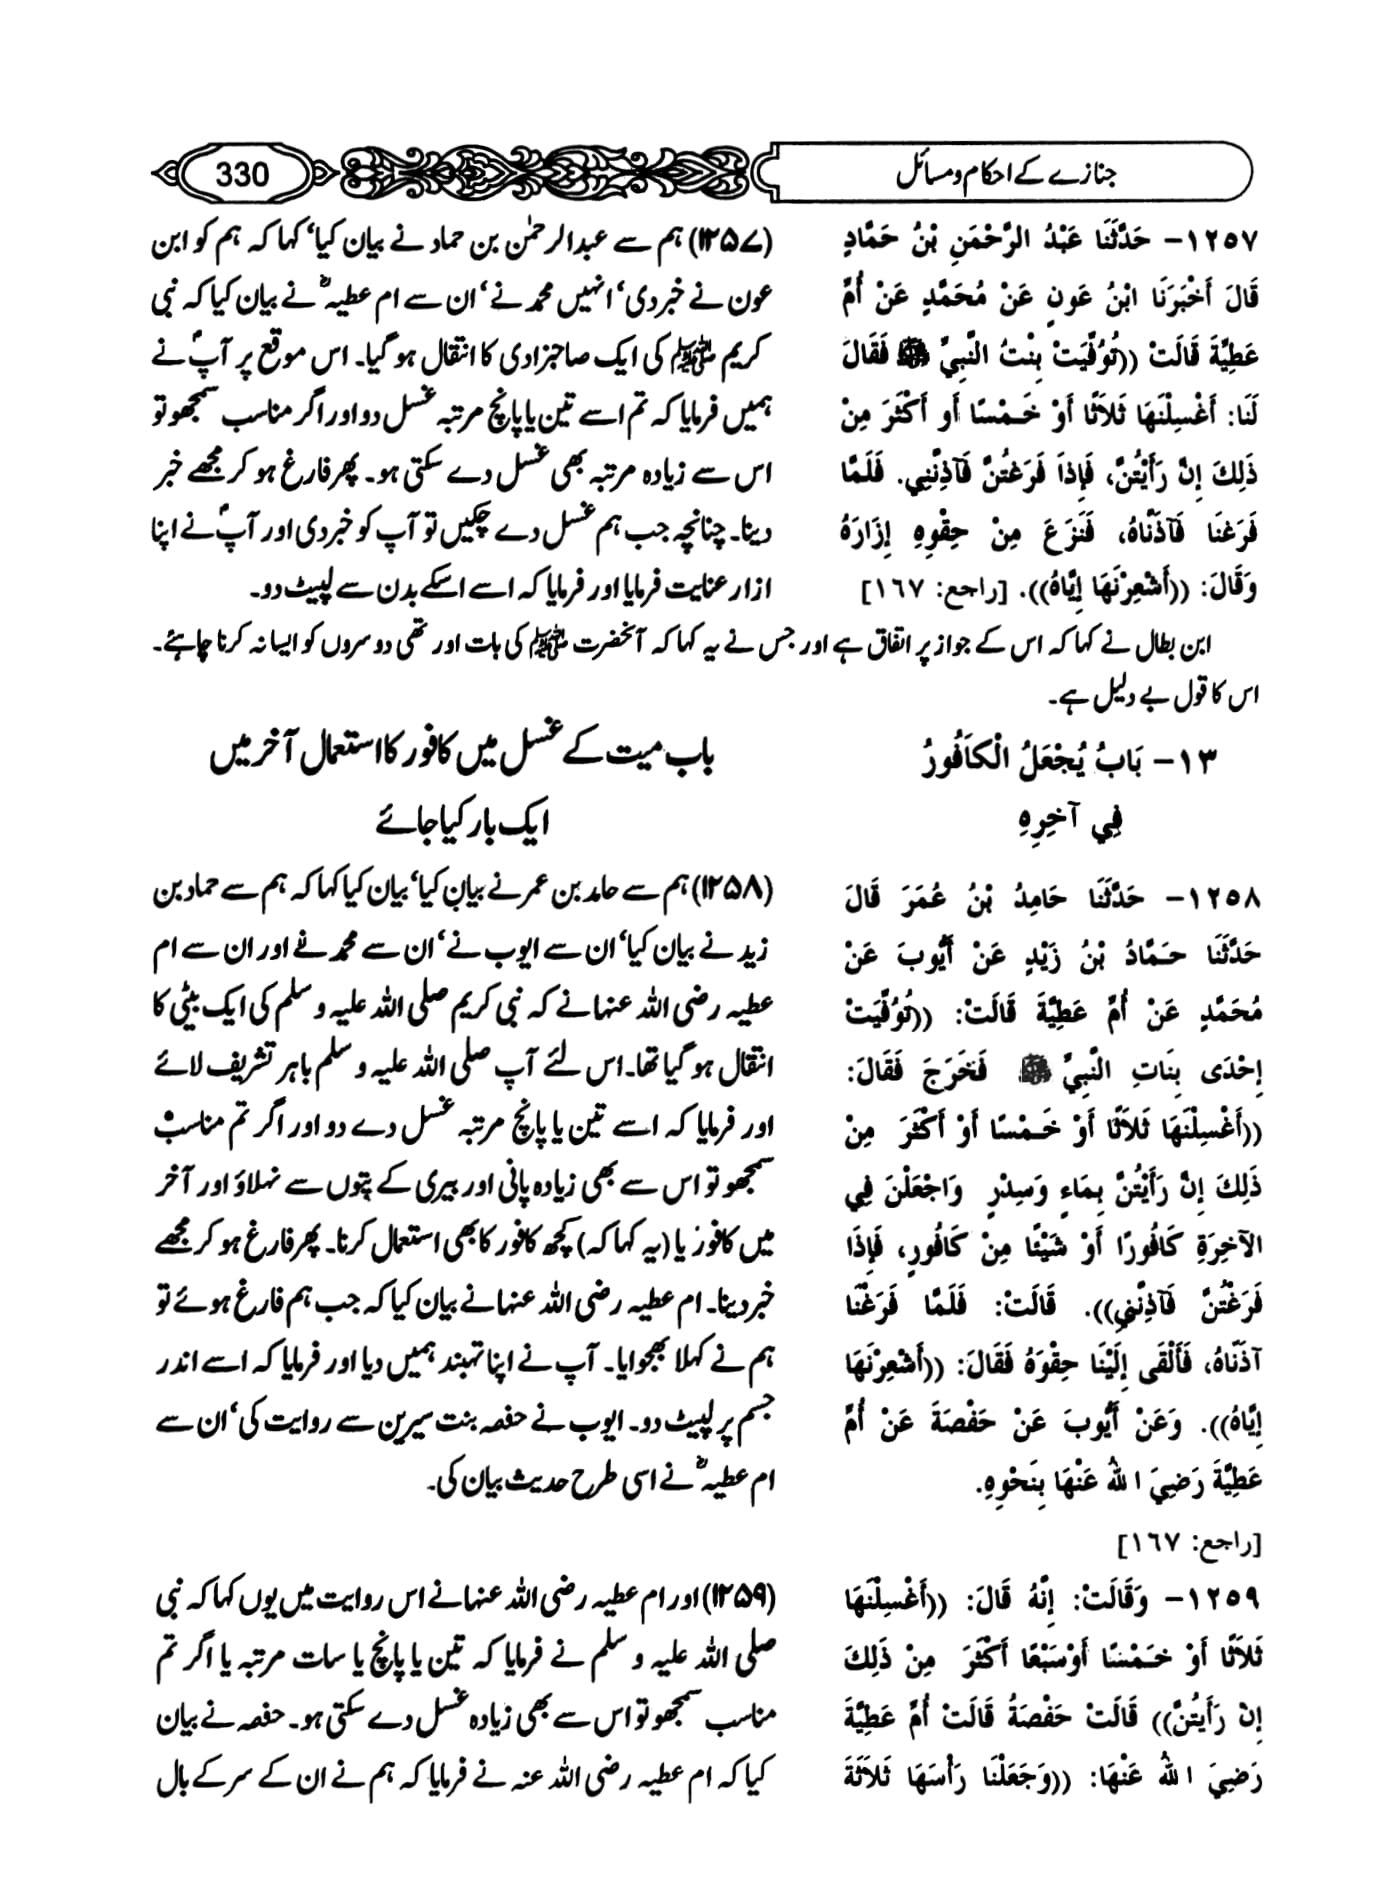 جنازے کے احکام و مسائل
330
١٢٥٧- حَدَّثَنَا عَبْدُ الرَّحْمَنِ بْنُ حَمَّادٍ
قَالَ أَخْبَرَنَا ابْنُ عَونٍ عَنْ مُحَمَّدٍ عَنْ أُمِّ
عَطِيَّةَ قَالَتْ ((تُوُفِّيَتْ بِنْتُ النَّبِيِّ ﷺ فَقَالَ
لَنَا: أَغْسِلْنَهَا ثَلاَثًا أَوْ خَمْسًا أَو أَكْثَرَ مِنْ
ذَلِكَ إِنْ رَأَيْتُنَّ، فَإِذَا فَرَغْتُنَّ فَآذِنَّنِي. فَلَمَّا
فَرَغْنَا فَآذَنَّاهُ، فَنَزَعَ مِنْ حِقْوِهِ إِزَارَهُ
وَقَالَ: ((أَشْعِرْنَهَا إِيَّاهُ)). [راجع: ١٦٧]
(۱۲۵۷) ہم سے عبدالرحمٰن بن حماد نے بیان کیا‘ کہا کہ ہم کو ابن
عون نے خبر دی‘ انہیں محمد نے‘ ان سے ام عطیہؓ نے بیان کیا کہ نبی
کریم ﷺ کی ایک صاحبزادی کا انتقال ہو گیا۔ اس موقع پر آپؐ نے
ہمیں فرمایا کہ تم اسے تین یا پانچ مرتبہ غسل دو اور اگر مناسب سمجھو تو
اس سے زیادہ مرتبہ بھی غسل دے سکتی ہو۔ پھر فارغ ہو کر مجھے خبر
دینا۔ چنانچہ جب ہم غسل دے چکیں تو آپ کو خبر دی اور آپؐ نے اپنا
ازار عنایت فرمایا اور فرمایا کہ اسے اسکے بدن سے لپیٹ دو۔
ابن بطال نے کہا کہ اس کے جواز پر اتفاق ہے اور جس نے یہ کہا کہ آنحضرت ﷺ کی بات اور تھی دوسروں کو ایسا نہ کرنا چاہئے۔
اس کا قول بے دلیل ہے۔
١٣- بَابُ يُجْعَلُ الْكَافُورُ
فِي آخِرِهِ
باب میت کے غسل میں کافور کا استعمال آخر میں
ایک بار کیا جائے
١٢٥٨- حَدَّثَنَا حَامِدُ بْنُ عُمَرَ قَالَ
حَدَّثَنَا حَمَّادُ بْنُ زَيْدٍ عَنْ أَيُّوبَ عَنْ
مُحَمَّدٍ عَنْ أُمِّ عَطِيَّةَ قَالَتْ: ((تُوُفِّيَتْ
إِحْدَى بِنَاتِ النَّبِيِّ ﷺ فَخَرَجَ فَقَالَ:
((أَغْسِلْنَهَا ثَلاَثًا أَوْ خَمْسًا أَوْ أَكْثَرَ مِنْ
ذَلِكَ إِنْ رَأَيْتُنَّ بِمَاءٍ وَسِدْرٍ وَاجْعَلْنَ فِي
الآخِرَةِ كَافُورًا أَوْ شَيْئًا مِنْ كَافُورٍ، فَإِذَا
فَرَغْتُنَّ فَآذِنَّنِي)). قَالَتْ: فَلَمَّا فَرَغْنَا
آذَنَّاهُ، فَأَلْقَى إِلَيْنَا حِقْوَهُ فَقَالَ: ((أَشْعِرْنَهَا
إِيَّاهُ)). وَعَنْ أَيُّوبَ عَنْ حَفْصَةَ عَنْ أُمِّ
عَطِيَّةَ رَضِيَ اللهُ عَنْهَا بِنَحْوِهِ.
[راجع: ١٦٧]
(۱۲۵۸) ہم سے حامد بن عمر نے بیان کیا‘ بیان کیا کہا کہ ہم سے حماد بن
زید نے بیان کیا‘ ان سے ایوب نے‘ ان سے محمد نے اور ان سے ام
عطیہ رضی اللہ عنہا نے کہ نبی کریم صلی اللہ علیہ و سلم کی ایک بیٹی کا
انتقال ہو گیا تھا۔ اس لئے آپ صلی اللہ علیہ و سلم باہر تشریف لائے
اور فرمایا کہ اسے تین یا پانچ مرتبہ غسل دے دو اور اگر تم مناسب
سمجھو تو اس سے بھی زیادہ پانی اور بیری کے پتوں سے نہلاؤ اور آخر
میں کافور یا (یہ کہا کہ) کچھ کافور کا بھی استعمال کرنا۔ پھر فارغ ہو کر مجھے
خبر دینا۔ ام عطیہ رضی اللہ عنہا نے بیان کیا کہ جب ہم فارغ ہوئے تو
ہم نے کہلا بھجوایا۔ آپ نے اپنا تہبند ہمیں دیا اور فرمایا کہ اسے اندر
جسم پر لپیٹ دو۔ ایوب نے حفصہ بنت سیرین سے روایت کی‘ ان سے
ام عطیہؓ نے اسی طرح حدیث بیان کی۔
١٢٥٩- وَقَالَتْ: إِنَّهُ قَالَ: ((أَغْسِلْنَهَا
ثَلاَثًا أَوْ خَمْسًا أَوْسَبْعًا أَكْثَرَ مِنْ ذَلِكَ
إِنْ رَأَيْتُنَّ)) قَالَتْ حَفْصَةُ قَالَتْ أُمِّ عَطِيَّةَ
رَضِيَ اللهُ عَنْهَا: ((وَجَعَلْنَا رَأْسَهَا ثَلاَثَةَ
(۱۲۵۹) اور ام عطیہ رضی اللہ عنہا نے اس روایت میں یوں کہا کہ نبی
صلی اللہ علیہ و سلم نے فرمایا کہ تین یا پانچ یا سات مرتبہ یا اگر تم
مناسب سمجھو تو اس سے بھی زیادہ غسل دے سکتی ہو۔ حفصہ نے بیان
کیا کہ ام عطیہ رضی اللہ عنہ نے فرمایا کہ ہم نے ان کے سر کے بال